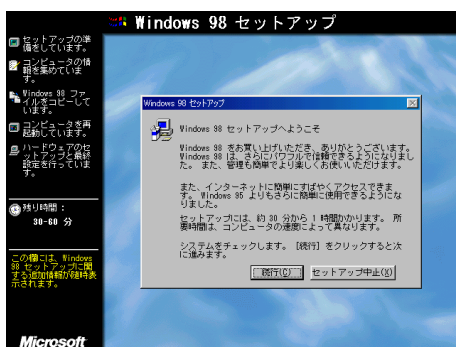 Windows 98 セットアップ
セットアップの準
備をしています。
コンピュータの情
報を集めていま
す。
Windows 98 ファ
イルをコピーして
います。
コンピュータを再
起動しています。
ハードウェアのセ
ットアップと最終
設定を行っていま
す。
残り時間：
30-60 分
この欄には、Windows
98 セットアップに関
する追加情報が随時表
示されます。
Microsoft
Windows 98 セットアップ
Windows 98 セットアップへようこそ
Windows 98 をお買い上げいただき、ありがとうございます。
Windows 98 は、さらにパワフルで信頼できるようになりまし
た。 また、管理も簡単でより楽しくお使いいただけます。
また、インターネットに簡単にすばやくアクセスできま
す。 Windows 95 よりもさらに簡単に使用できるようにな
りました。
セットアップには、約 30 分から 1 時間かかります。 所
要時間は、コンピュータの速度によって異なります。
システムをチェックします。 [続行] をクリックすると次
に進みます。
続行(C)
セットアップ中止(X)